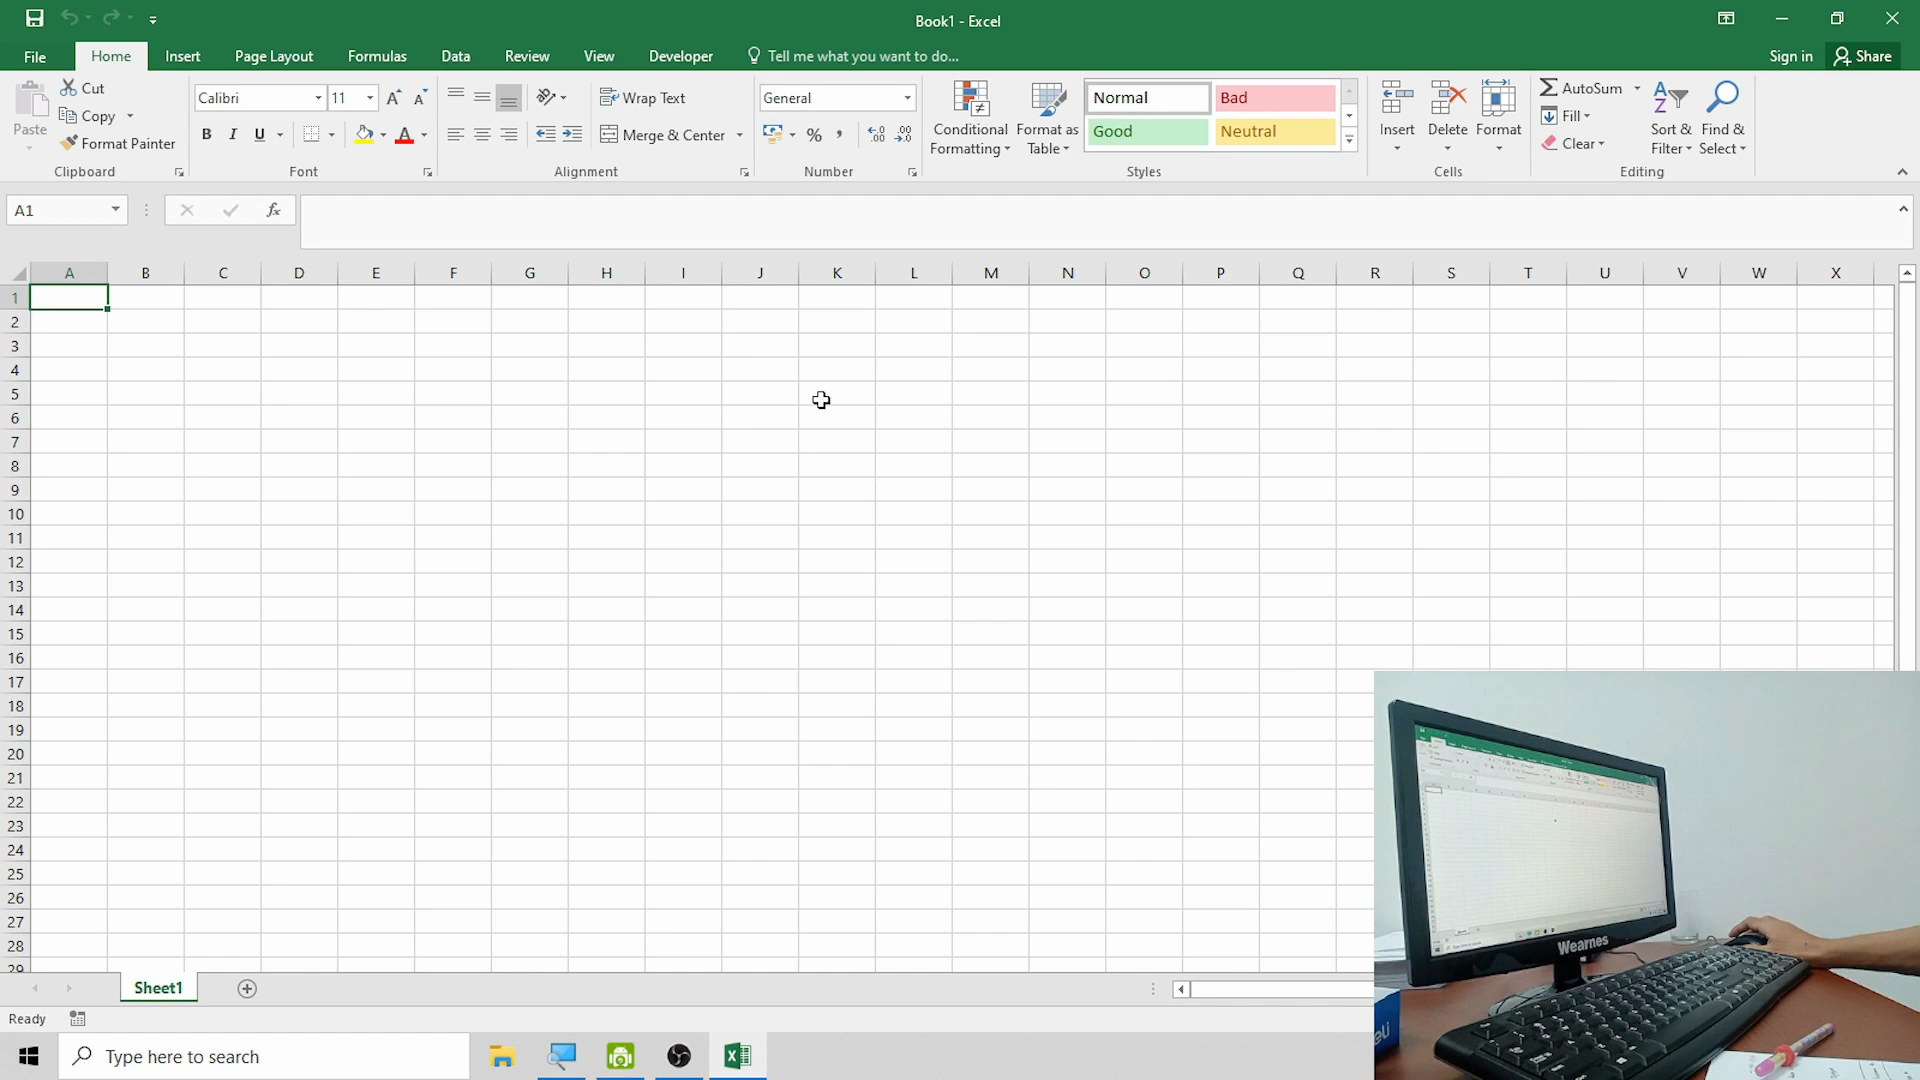 Book1 - Excel
File
Home
Insert
Page Layout
Formulas
Data
Review
View
Developer
Tell me what you want to do...
Sign in
Share
Paste
Cut
Copy
Format Painter
Clipboard
Calibri
11
B I U
A
Font
Wrap Text
Merge & Center
Alignment
General
%
Number
Conditional
Formatting
Format as
Table
Normal
Bad
Good
Neutral
Styles
Insert
Delete
Format
Cells
AutoSum
Fill
Clear
Sort &
Filter
Find &
Select
Editing
A1
fx
A B C D E F G H I J K L M N O P Q R S T U V W X
1
2
3
4
5
6
7
8
9
10
11
12
13
14
15
16
17
18
19
20
21
22
23
24
25
26
27
28
29
Sheet1
Ready
Type here to search
Wearnes